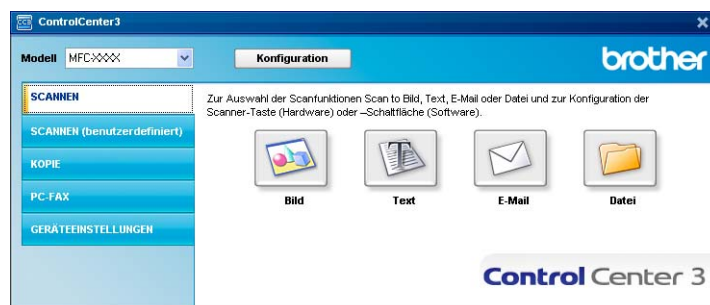 ControlCenter3
Modell MFC-XXXX Konfiguration brother
SCANNEN
SCANNEN (benutzerdefiniert)
KOPIE
PC-FAX
GERÄTEEINSTELLUNGEN
Zur Auswahl der Scanfunktionen Scan to Bild, Text, E-Mail oder Datei und zur Konfiguration der
Scanner-Taste (Hardware) oder –Schaltfläche (Software).
Bild Text E-Mail Datei
Control Center 3